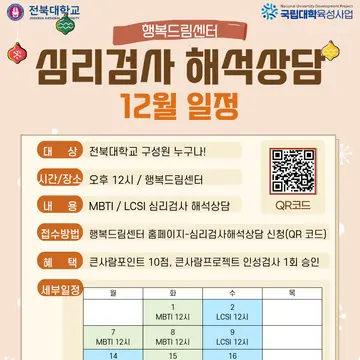 전북대학교
National University Development Project
국립대학육성사업
행복드림센터
심리검사 해석상담
12월 일정
대 상 전북대학교 구성원 누구나!
시간/장소 오후 12시 / 행복드림센터
내 용 MBTI / LCSI 심리검사 해석상담
QR코드
접수방법 행복드림센터 홈페이지-심리검사해석상담 신청(QR 코드)
혜 택 큰사람포인트 10점, 큰사람프로젝트 인성검사 1회 승인
세부일정
월 화 수 목
1 2
MBTI 12시 LCSI 12시
7 8 9
MBTI 12시 MBTI 12시 LCSI 12시
14 15 16